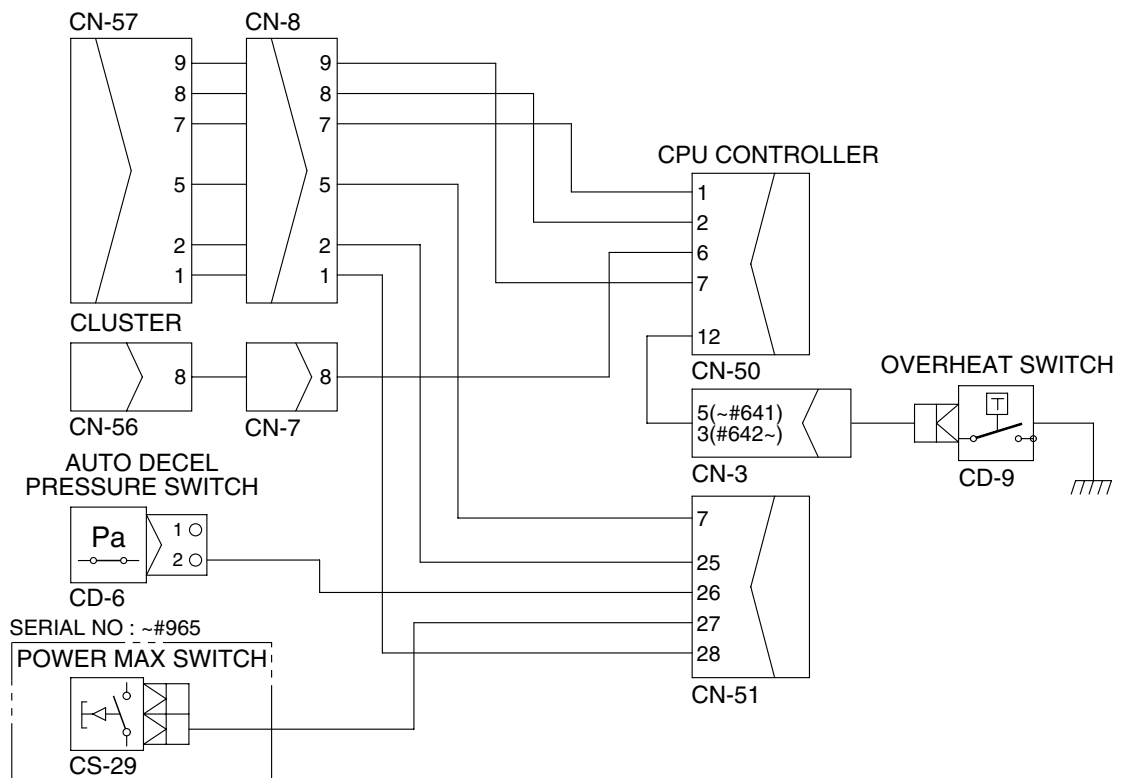 CN-57
9
8
7
5
2
1
CLUSTER
CN-8
9
8
7
5
2
1
CPU CONTROLLER
1
2
6
7
12
CN-50
8
CN-56
8
CN-7
5(~#641)
3(#642~)
CN-3
OVERHEAT SWITCH
T
CD-9
AUTO DECEL
PRESSURE SWITCH
Pa
1
2
CD-6
7
25
26
27
28
CN-51
SERIAL NO : ~#965
POWER MAX SWITCH
CS-29